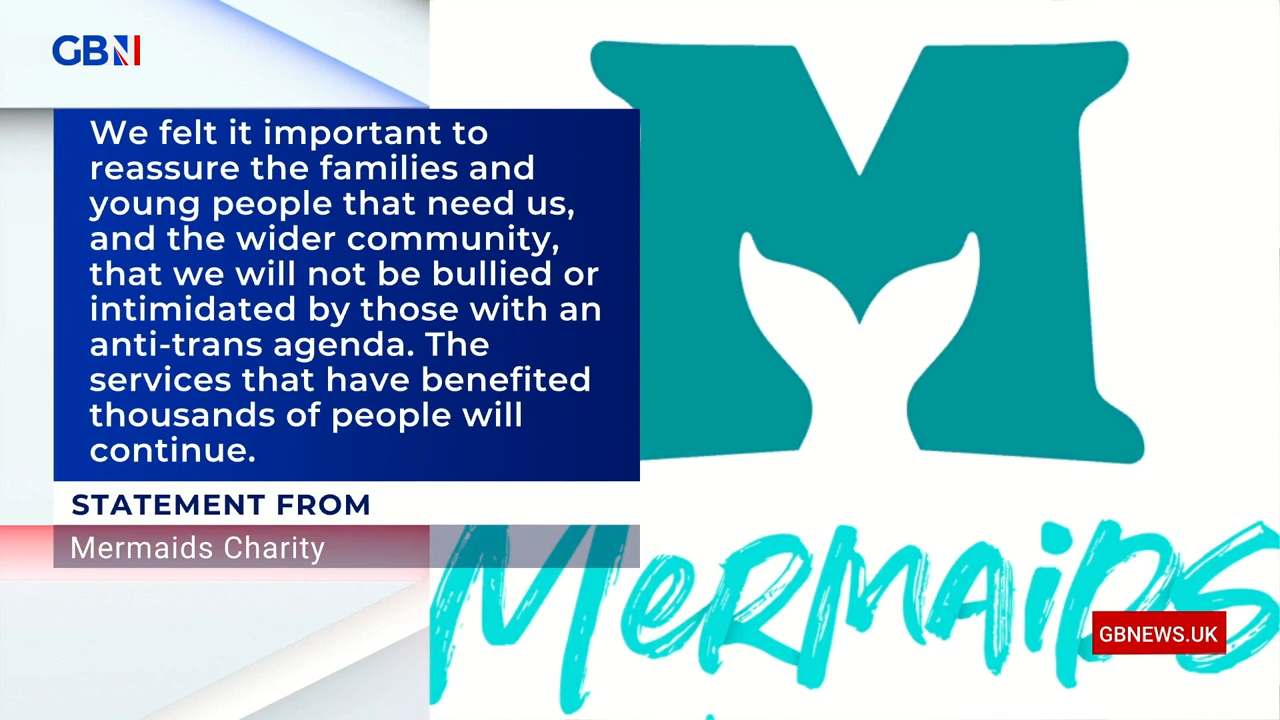 GBN
We felt it important to
reassure the families and
young people that need us,
and the wider community,
that we will not be bullied or
intimidated by those with an
anti-trans agenda. The
services that have benefited
thousands of people will
continue.
STATEMENT FROM
Mermaids Charity
M
Mermaids
GBNEWS.UK